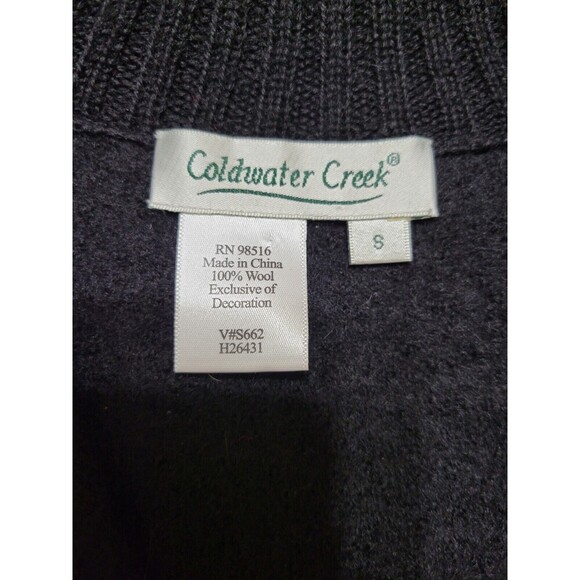 Coldwater Creek®
S
RN 98516
Made in China
100% Wool
Exclusive of
Decoration
V#S662
H26431